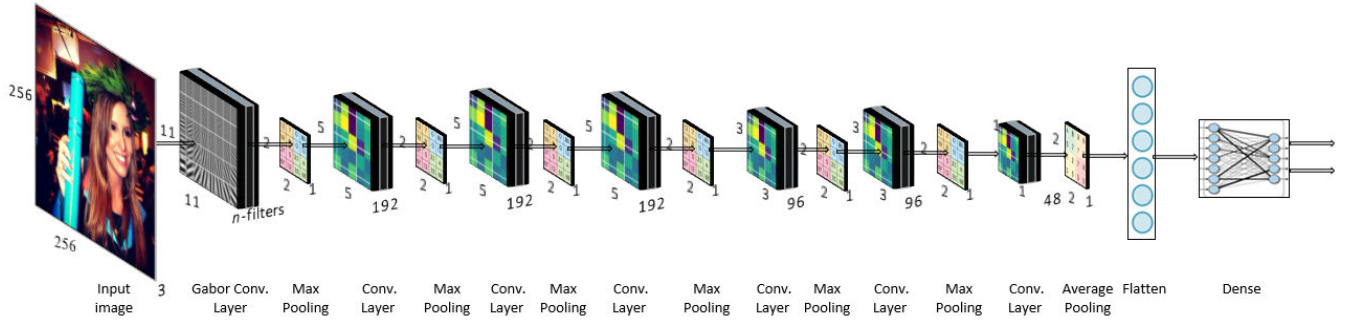 256
11
2
5
2
5
2
5
2
3
2
3
2
1
2
11
n-filters
2
1
5
192
2
1
5
192
2
1
5
192
2
1
3
96
2
1
3
96
2
1
1
48
2
1
256
3
Input
image
Gabor Conv.
Layer
Max
Pooling
Conv.
Layer
Max
Pooling
Conv.
Layer
Max
Pooling
Conv.
Layer
Max
Pooling
Conv.
Layer
Max
Pooling
Conv.
Layer
Max
Pooling
Conv.
Layer
Average
Pooling
Flatten
Dense